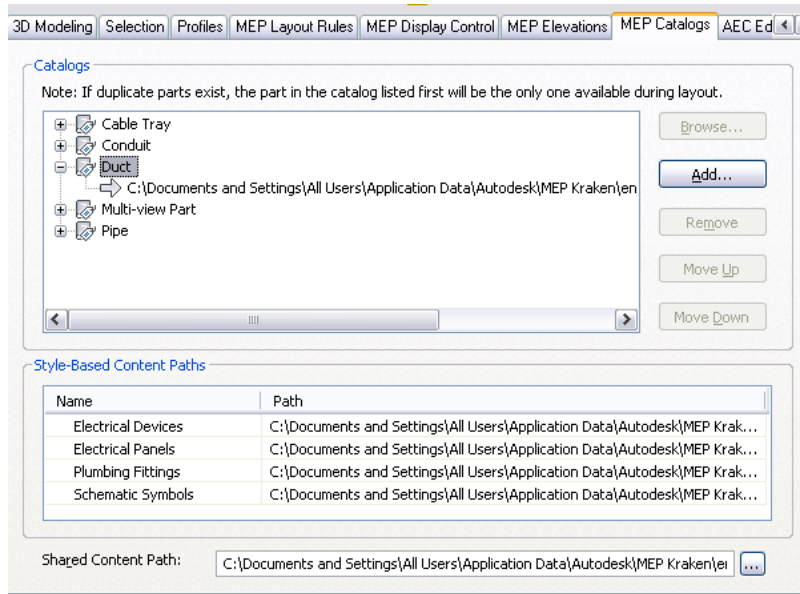 3D Modeling Selection Profiles MEP Layout Rules MEP Display Control MEP Elevations MEP Catalogs AEC Ed
Catalogs
Note: If duplicate parts exist, the part in the catalog listed first will be the only one available during layout.
Cable Tray
Browse...
Conduit
Duct
Add...
C:\Documents and Settings\All Users\Application Data\Autodesk\MEP Kraken\en
Multi-view Part
Remove
Pipe
Move Up
Move Down
Style-Based Content Paths
Name Path
Electrical Devices C:\Documents and Settings\All Users\Application Data\Autodesk\MEP Krak...
Electrical Panels C:\Documents and Settings\All Users\Application Data\Autodesk\MEP Krak...
Plumbing Fittings C:\Documents and Settings\All Users\Application Data\Autodesk\MEP Krak...
Schematic Symbols C:\Documents and Settings\All Users\Application Data\Autodesk\MEP Krak...
Shared Content Path: C:\Documents and Settings\All Users\Application Data\Autodesk\MEP Kraken\e ...